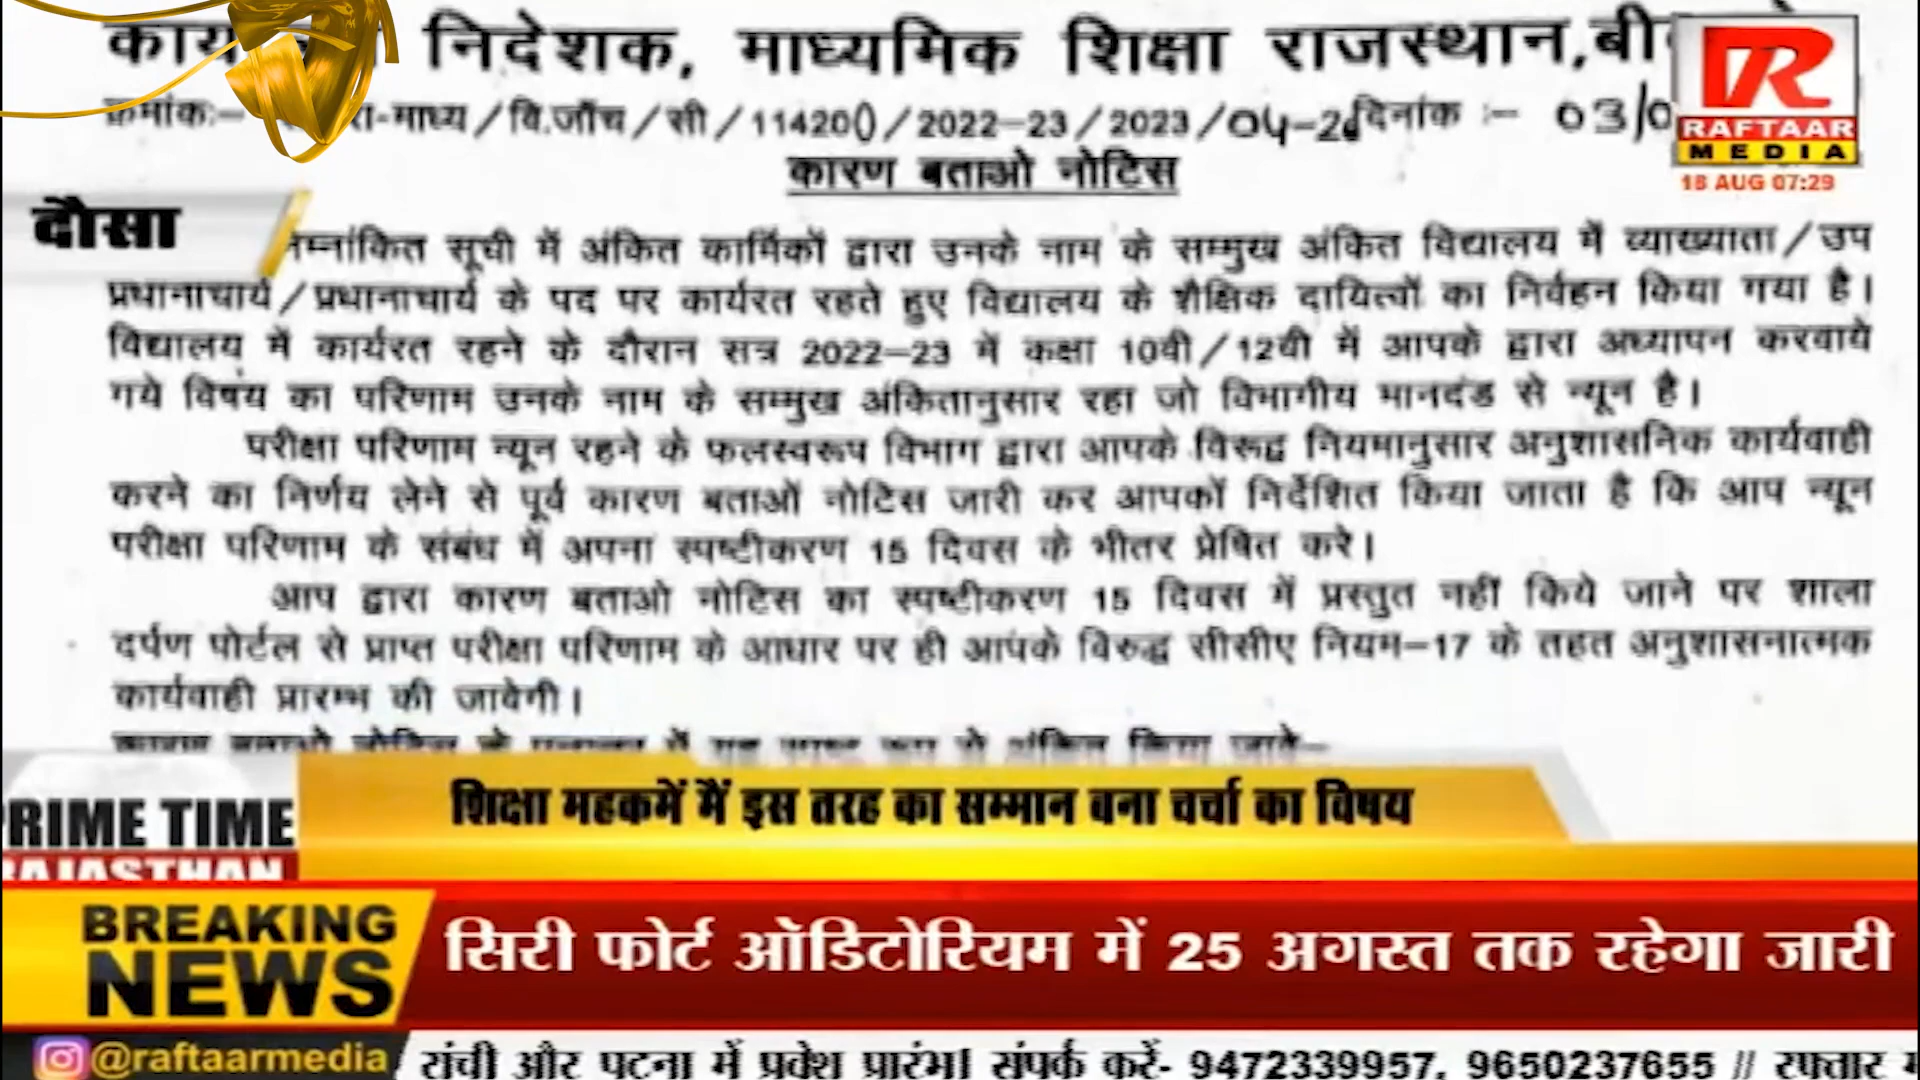 निदेशक, माध्यमिक शिक्षा राजस्थान,
क्रमांक:- रा-माध्य/वि.जाँच/सी/11420()/2022-23/2023/04-2 दिनांक :- 03/0
RAFTAAR
MEDIA
कारण बताओ नोटिस
18 AUG 07:29
दौसा
निम्नांकित सूची में अंकित कार्मिकों द्वारा उनके नाम के सम्मुख अंकित विद्यालय में व्याख्याता/उप
प्रधानाचार्य/प्रधानाचार्य के पद पर कार्यरत रहते हुए विद्यालय के शैक्षिक दायित्वों का निर्वहन किया गया है।
विद्यालय में कार्यरत रहने के दौरान सत्र 2022-23 में कक्षा 10वी/12वी में आपके द्वारा अध्यापन करवाये
गये विषय का परिणाम उनके नाम के सम्मुख अंकितानुसार रहा जो विभागीय मानदंड से न्यून है।
परीक्षा परिणाम न्यून रहने के फलस्वरूप विभाग द्वारा आपके विरूद्व नियमानुसार अनुशासनिक कार्यवाही
करने का निर्णय लेने से पूर्व कारण बताओं नोटिस जारी कर आपकों निर्देशित किया जाता है कि आप न्यून
परीक्षा परिणाम के संबंध में अपना स्पष्टीकरण 15 दिवस के भीतर प्रेषित करे।
आप द्वारा कारण बताओ नोटिस का स्पष्टीकरण 15 दिवस में प्रस्तुत नहीं किये जाने पर शाला
दर्पण पोर्टल से प्राप्त परीक्षा परिणाम के आधार पर ही आपके विरुद्ध सीसीए नियम-17 के तहत अनुशासनात्मक
कार्यवाही प्रारम्भ की जावेगी।
शिक्षा महकमें मैं इस तरह का सम्मान बना चर्चा का विषय
PRIME TIME
RAJASTHAN
BREAKING
NEWS
सिरी फोर्ट ऑडिटोरियम में 25 अगस्त तक रहेगा जारी
@raftaarmedia
रांची और पटना में प्रवेश प्रारंभ। संपर्क करें- 9472339957, 9650237655 // रफ्तार